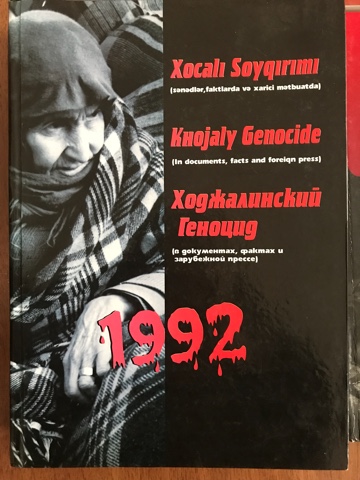 Xocalı Soyqırımı
(sənədlər,faktlarda və xarici mətbuatda)
Khojaly Genocide
(In documents, facts and foreign press)
Ходжалинский
Геноцид
(в документах, фактах и
зарубежной прессе)
1992